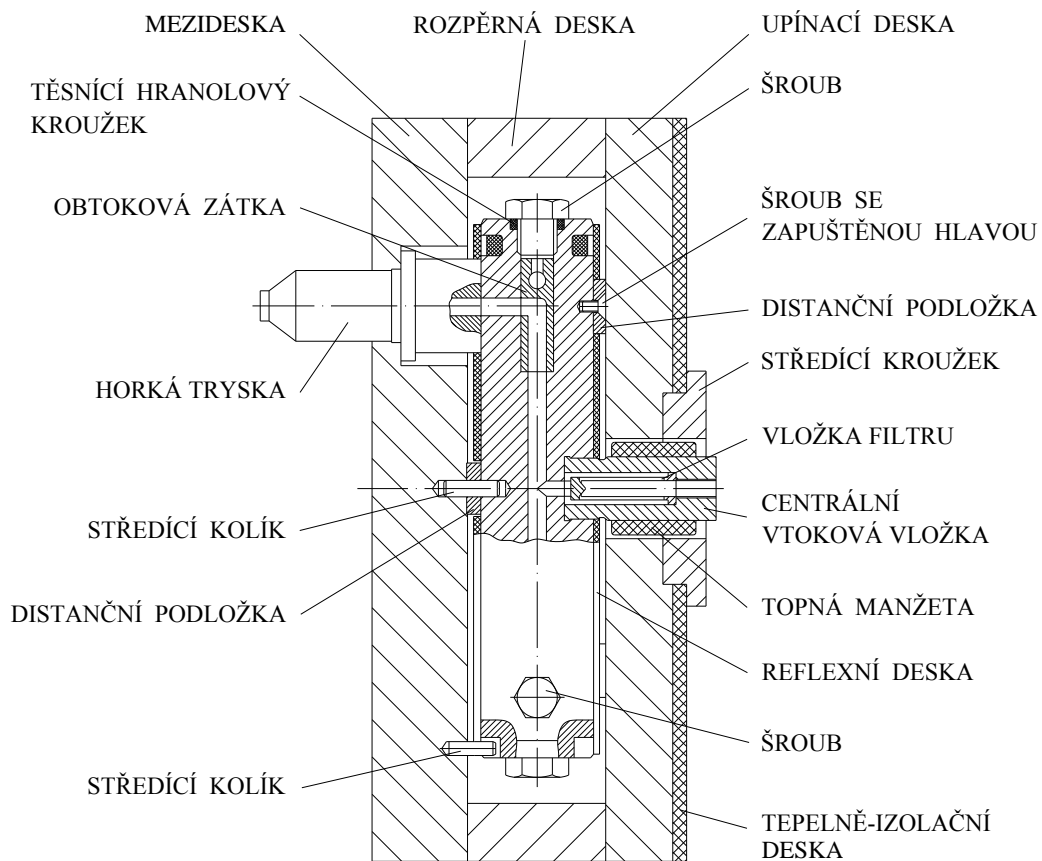 MEZIDESKA
ROZPĚRNÁ DESKA
UPÍNACÍ DESKA
TĚSNÍCÍ HRANOLOVÝ
KROUŽEK
ŠROUB
OBTOKOVÁ ZÁTKA
ŠROUB SE
ZAPUŠTĚNOU HLAVOU
DISTANČNÍ PODLOŽKA
HORKÁ TRYSKA
STŘEDÍCÍ KROUŽEK
VLOŽKA FILTRU
STŘEDÍCÍ KOLÍK
CENTRÁLNÍ
VTOKOVÁ VLOŽKA
DISTANČNÍ PODLOŽKA
TOPNÁ MANŽETA
REFLEXNÍ DESKA
ŠROUB
STŘEDÍCÍ KOLÍK
TEPELNĚ-IZOLAČNÍ
DESKA